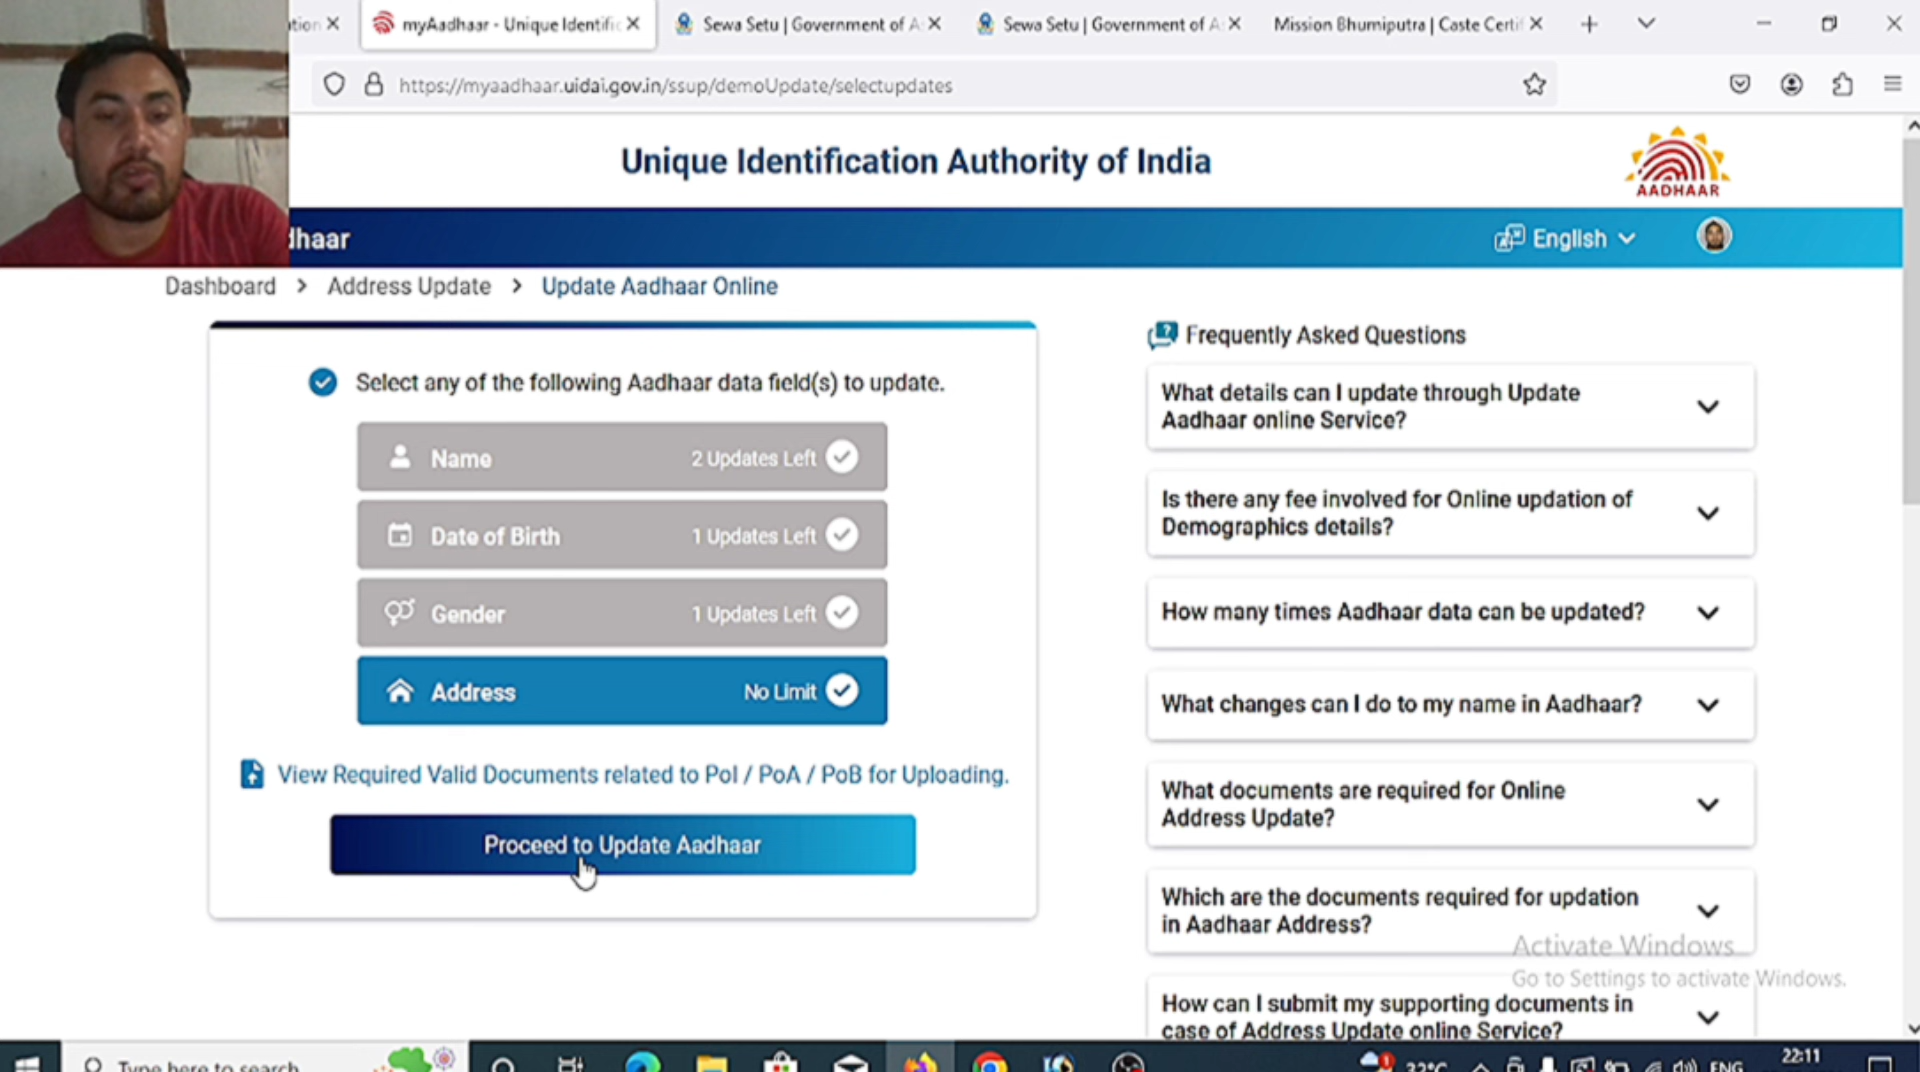 tion
myAadhaar - Unique Identific
Sewa Setu | Government of A
Sewa Setu | Government of A
Mission Bhumiputra | Caste Certif
https://myaadhaar.uidai.gov.in/ssup/demoUpdate/selectupdates
Unique Identification Authority of India
AADHAAR
dhaar
English
Dashboard > Address Update > Update Aadhaar Online
Select any of the following Aadhaar data field(s) to update.
Name 2 Updates Left
Date of Birth 1 Updates Left
Gender 1 Updates Left
Address No Limit
View Required Valid Documents related to PoI / PoA / PoB for Uploading.
Proceed to Update Aadhaar
Frequently Asked Questions
What details can I update through Update
Aadhaar online Service?
Is there any fee involved for Online updation of
Demographics details?
How many times Aadhaar data can be updated?
What changes can I do to my name in Aadhaar?
What documents are required for Online
Address Update?
Which are the documents required for updation
in Aadhaar Address?
How can I submit my supporting documents in
case of Address Update online Service?
Activate Windows
Go to Settings to activate Windows.
Type here to search
1
32°C
ENG
22:11